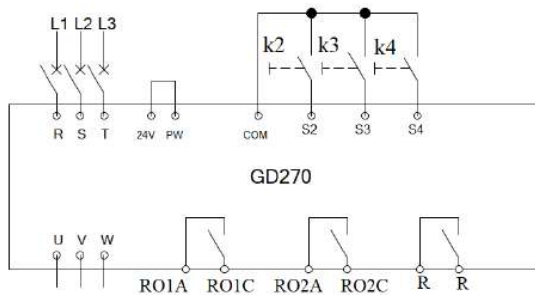 L1 L2 L3
k2 k3 k4
R S T 24V PW COM S2 S3 S4
GD270
U V W
RO1A RO1C RO2A RO2C R R